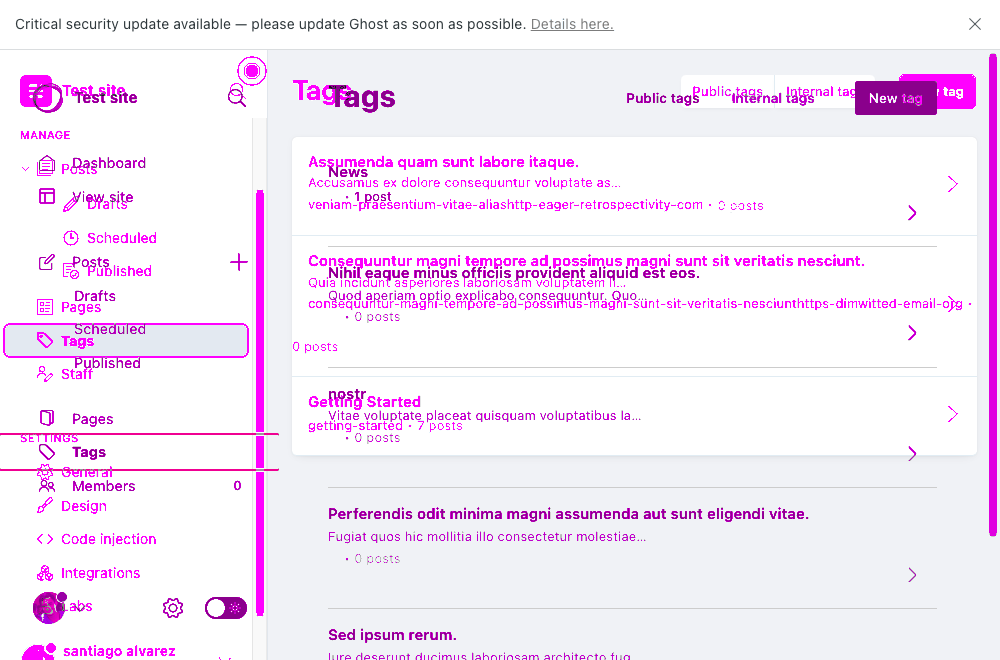 Critical security update available — please update Ghost as soon as possible. Details here.
Test site
Test site
MANAGE
Dashboard
Posts
View site
Drafts
Scheduled
Posts
Published
Drafts
Pages
Scheduled
Tags
Published
Staff
Pages
SETTINGS
Tags
General
Members 0
Design
Code injection
Integrations
Labs
santiago alvarez
Tags
Tags
Public tags Internal tags
Public tags Internal tags New tag
tag
Assumenda quam sunt labore itaque.
News
Accusamus ex dolore consequuntur voluptate as...
• 1 post
veniam-praesentium-vitae-aliashttp-eager-retrospectivity-com • 0 posts
Consequuntur magni tempore ad possimus magni sunt sit veritatis nesciunt.
Nihil eaque minus officiis provident aliquid est eos.
Quia incidunt asperiores laboriosam voluptatem i...
Quod aperiam optio explicabo consequuntur. Quo...
consequuntur-magni-tempore-ad-possimus-magni-sunt-sit-veritatis-nesciunthttps-dimwitted-email-org •
• 0 posts
0 posts
nostr
Getting Started
Vitae voluptate placeat quisquam voluptatibus la...
getting-started • 7 posts
• 0 posts
Perferendis odit minima magni assumenda aut sunt eligendi vitae.
Fugiat quos hic mollitia illo consectetur molestiae...
• 0 posts
Sed ipsum rerum.
Iure deserunt ducimus laboriosam architecto fug...